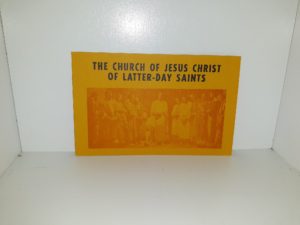 THE CHURCH OF JESUS CHRIST
OF LATTER-DAY SAINTS